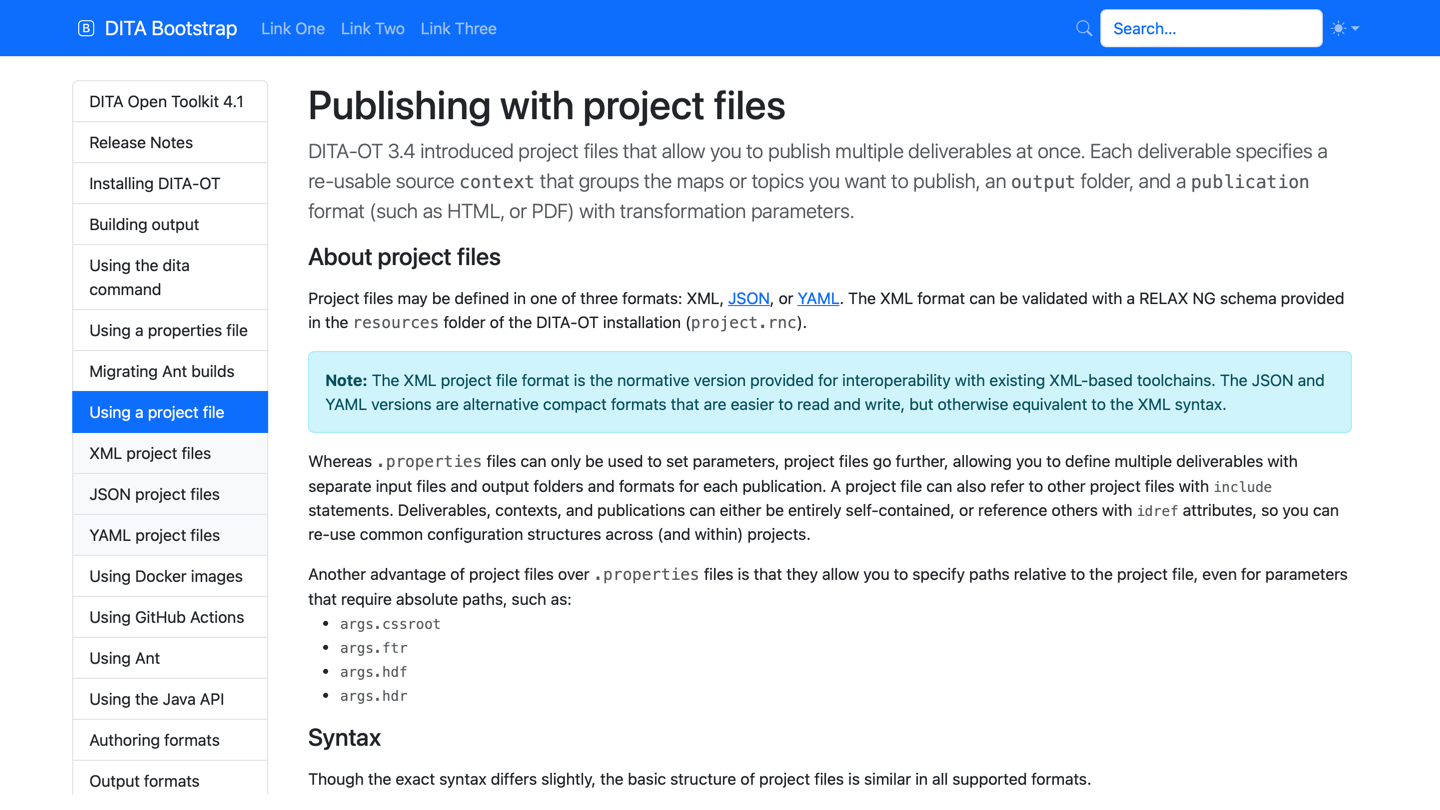 B DITA Bootstrap Link One Link Two Link Three Search...
DITA Open Toolkit 4.1
Release Notes
Installing DITA-OT
Building output
Using the dita
command
Using a properties file
Migrating Ant builds
Using a project file
XML project files
JSON project files
YAML project files
Using Docker images
Using GitHub Actions
Using Ant
Using the Java API
Authoring formats
Output formats
Publishing with project files
DITA-OT 3.4 introduced project files that allow you to publish multiple deliverables at once. Each deliverable specifies a
re-usable source context that groups the maps or topics you want to publish, an output folder, and a publication
format (such as HTML, or PDF) with transformation parameters.
About project files
Project files may be defined in one of three formats: XML, JSON, or YAML. The XML format can be validated with a RELAX NG schema provided
in the resources folder of the DITA-OT installation (project.rnc).
Note: The XML project file format is the normative version provided for interoperability with existing XML-based toolchains. The JSON and
YAML versions are alternative compact formats that are easier to read and write, but otherwise equivalent to the XML syntax.
Whereas .properties files can only be used to set parameters, project files go further, allowing you to define multiple deliverables with
separate input files and output folders and formats for each publication. A project file can also refer to other project files with include
statements. Deliverables, contexts, and publications can either be entirely self-contained, or reference others with idref attributes, so you can
re-use common configuration structures across (and within) projects.
Another advantage of project files over .properties files is that they allow you to specify paths relative to the project file, even for parameters
that require absolute paths, such as:
• args.cssroot
• args.ftr
• args.hdf
• args.hdr
Syntax
Though the exact syntax differs slightly, the basic structure of project files is similar in all supported formats.